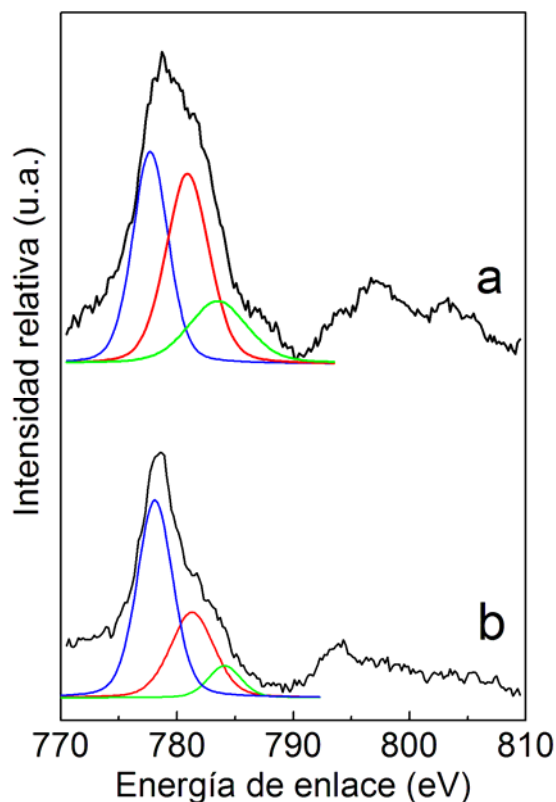 Intensidad relativa (u.a.)
a
b
770 780 790 800 810
Energía de enlace (eV)